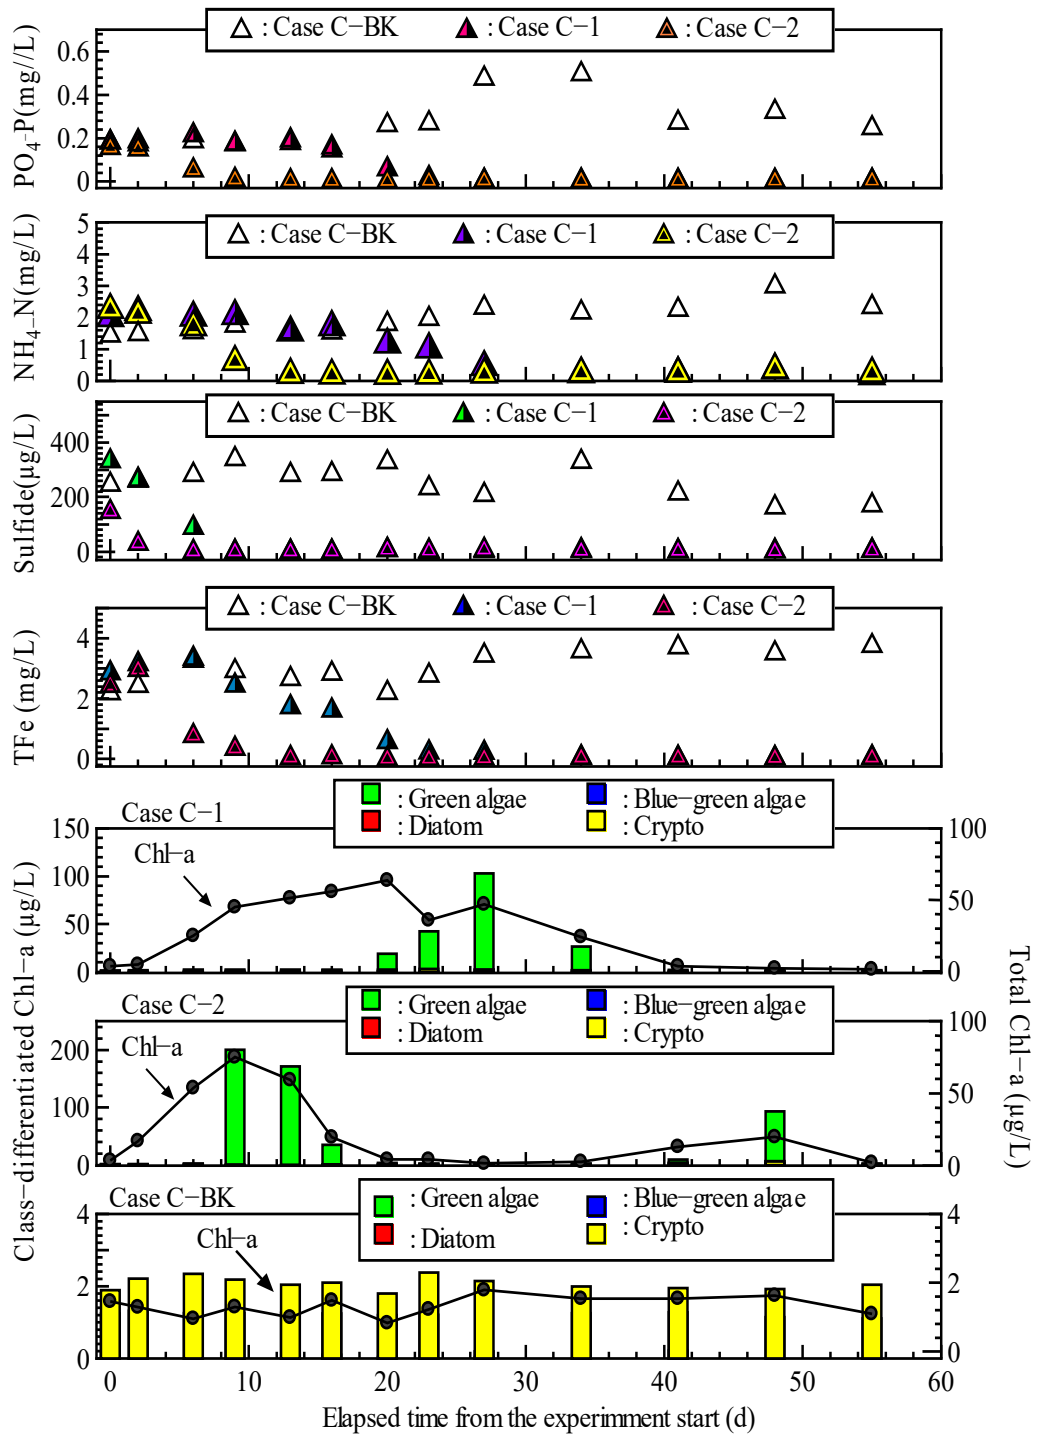 : Case C−BK : Case C−1 : Case C−2
PO4-P(mg//L)
0.6
0.4
0.2
0
: Case C−BK : Case C−1 : Case C−2
NH4-N(mg/L)
5
4
3
2
1
0
: Case C−BK : Case C−1 : Case C−2
Sulfide(μg/L)
400
200
0
: Case C−BK : Case C−1 : Case C−2
TFe (mg/L)
4
2
0
Case C−1
: Green algae : Blue−green algae
: Diatom : Crypto
Chl−a
150
100
50
0
100
50
0
Case C−2
: Green algae : Blue−green algae
: Diatom : Crypto
Chl−a
200
100
0
100
50
0
Case C−BK
: Green algae : Blue−green algae
: Diatom : Crypto
Chl−a
4
2
0
4
2
0
Class−differentiated Chl−a (μg/L)
Total Chl−a (μg/L)
0 10 20 30 40 50 60
Elapsed time from the experimment start (d)